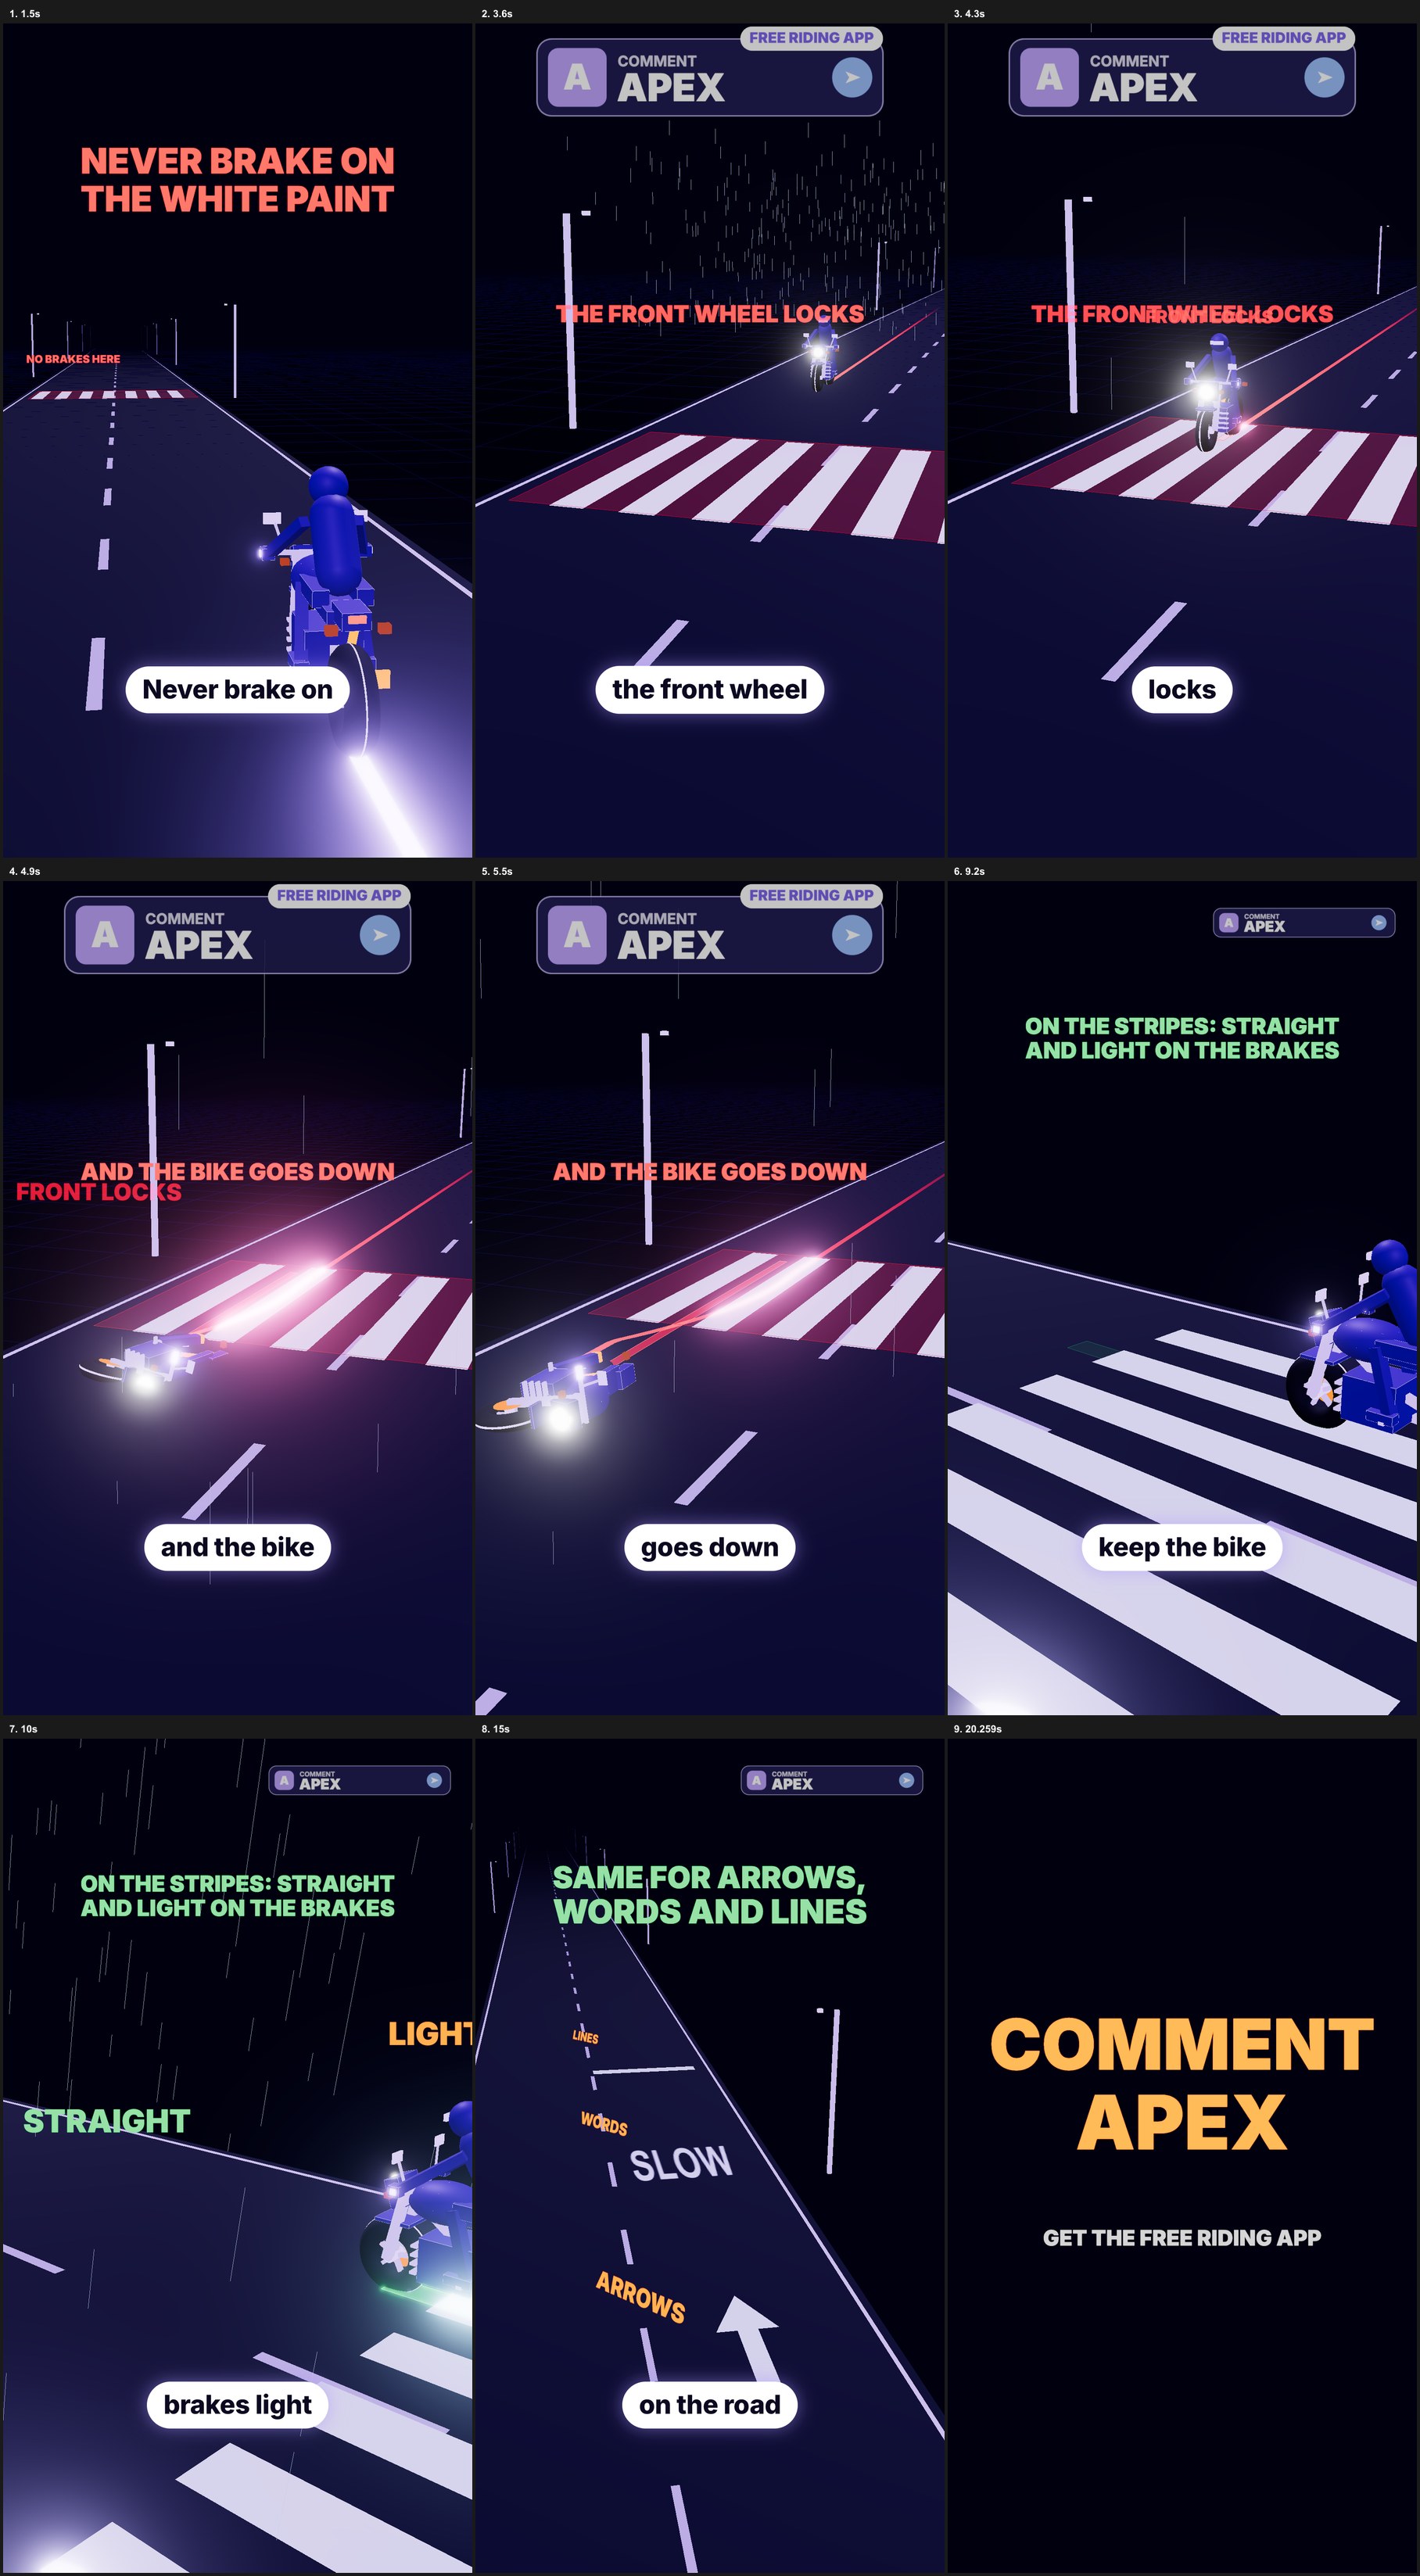 1. 1.5s
NEVER BRAKE ON
THE WHITE PAINT
NO BRAKES HERE
Never brake on
2. 3.6s
FREE RIDING APP
A
COMMENT
APEX
THE FRONT WHEEL LOCKS
the front wheel
3. 4.3s
FREE RIDING APP
A
COMMENT
APEX
THE FRONT WHEEL LOCKS
FRONT LOCKS
locks
4. 4.9s
FREE RIDING APP
A
COMMENT
APEX
AND THE BIKE GOES DOWN
FRONT LOCKS
and the bike
5. 5.5s
FREE RIDING APP
A
COMMENT
APEX
AND THE BIKE GOES DOWN
goes down
6. 9.2s
A
COMMENT
APEX
ON THE STRIPES: STRAIGHT
AND LIGHT ON THE BRAKES
keep the bike
7. 10s
A
COMMENT
APEX
ON THE STRIPES: STRAIGHT
AND LIGHT ON THE BRAKES
LIGHT
STRAIGHT
brakes light
8. 15s
A
COMMENT
APEX
SAME FOR ARROWS,
WORDS AND LINES
LINES
WORDS
SLOW
ARROWS
on the road
9. 20.259s
COMMENT
APEX
GET THE FREE RIDING APP